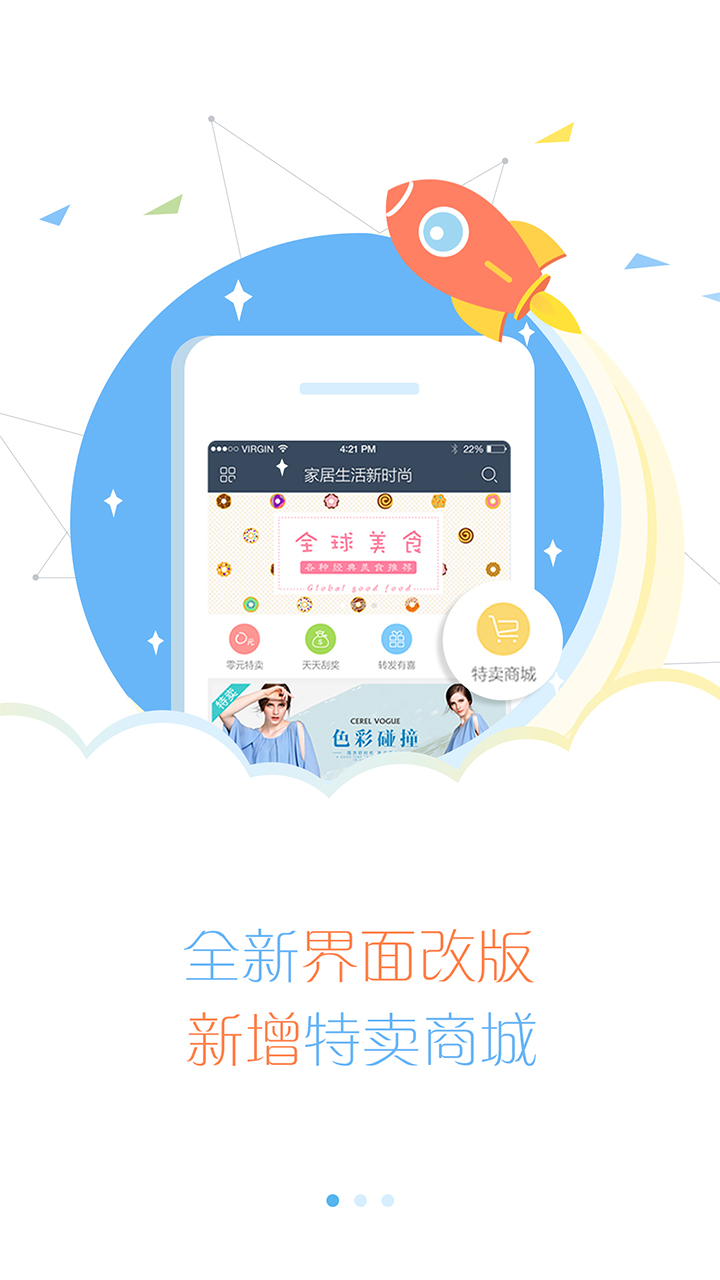 VIRGIN 4:21 PM 22%
家居生活新时尚
全球美食
各种经典美食推荐
Global good food
零元特卖 天天刮奖 转发有喜 特卖商城
特卖
CEREL VOGUE
色彩碰撞
全新界面改版
新增特卖商城